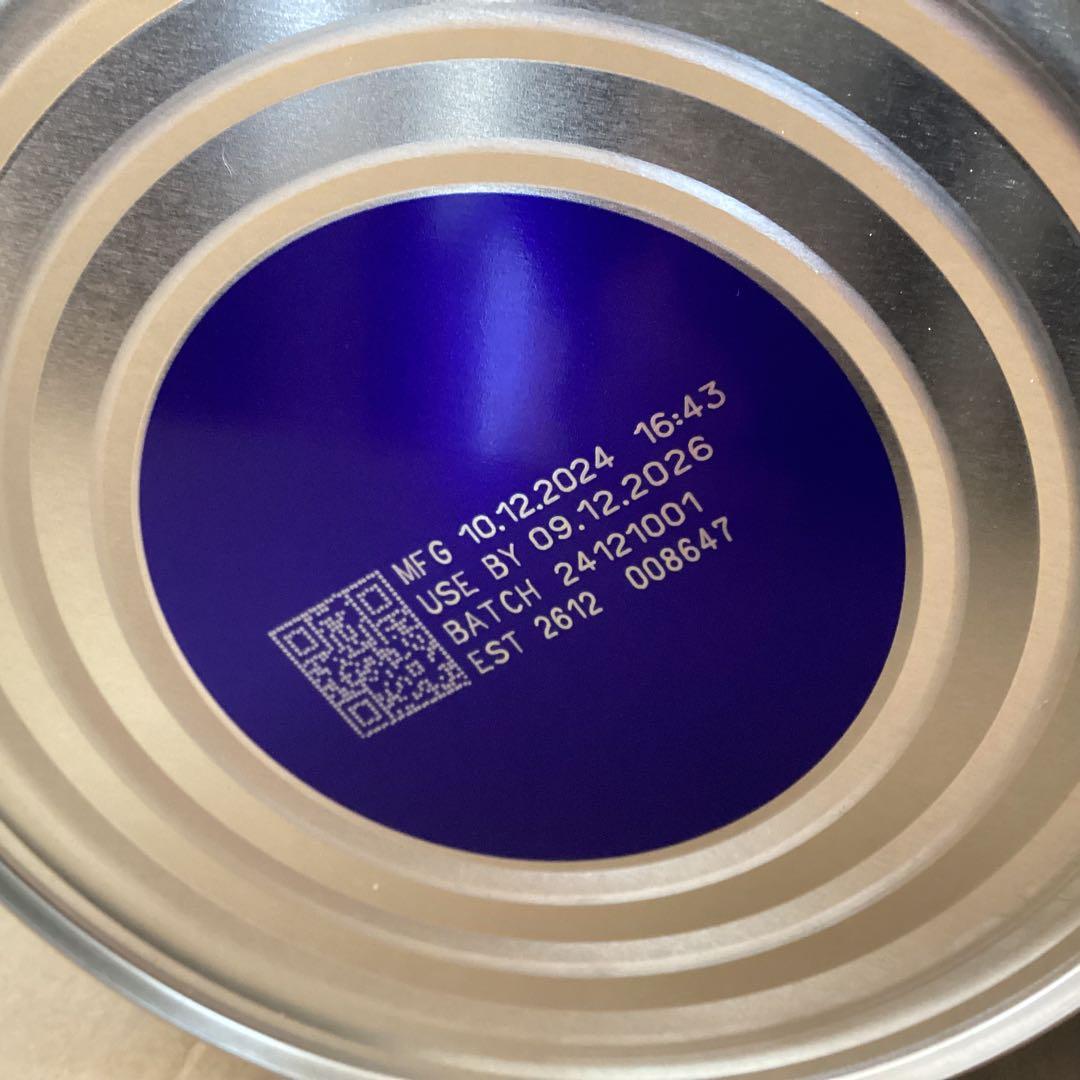 MFG 10.12.2024 16:43
USE BY 09.12.2026
BATCH 24121001
EST 2612 008647